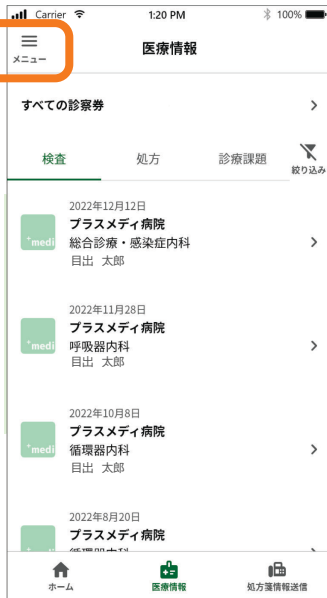 Carrier 1:20 PM 100%
メニュー
医療情報
すべての診察券
検査 処方 診療課題 絞り込み
2022年12月12日
プラスメディ病院
+medi 総合診療・感染症内科
目出 太郎
2022年11月28日
プラスメディ病院
+medi 呼吸器内科
目出 太郎
2022年10月8日
プラスメディ病院
+medi 循環器内科
目出 太郎
2022年8月20日
プラスメディ病院
+medi
ホーム 医療情報 処方箋情報送信